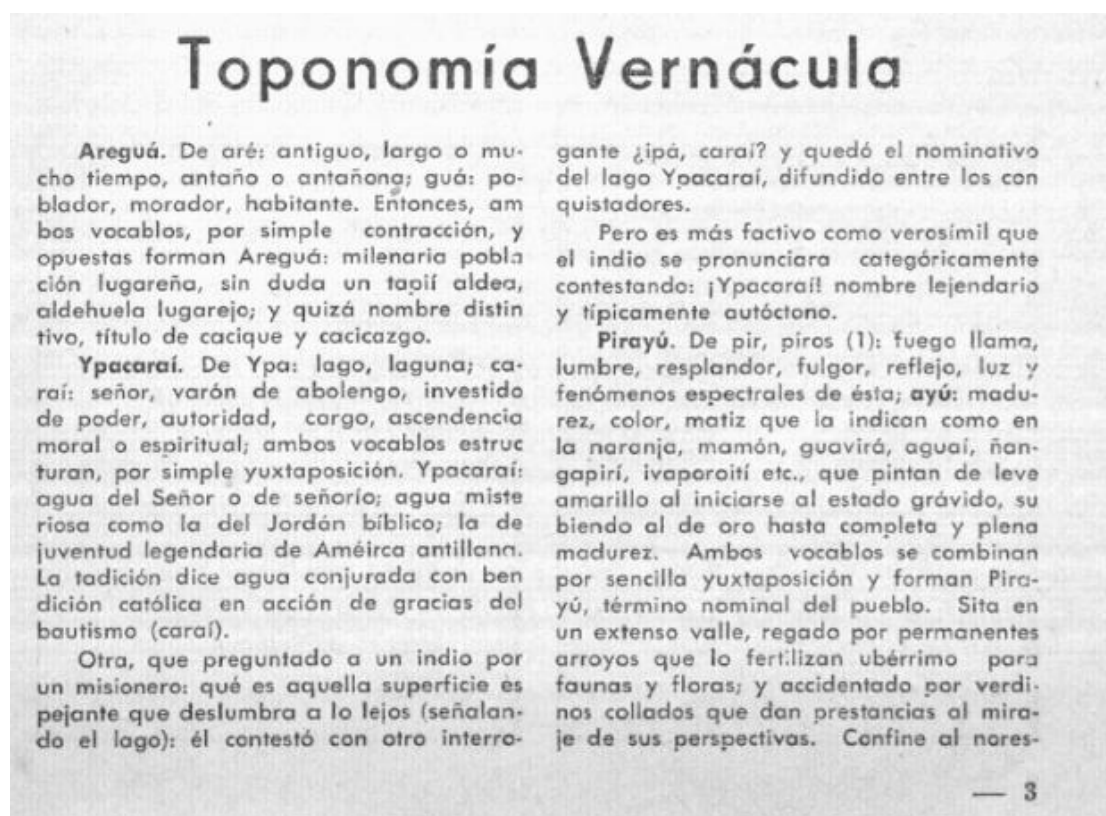 Toponomía Vernácula
Areguá. De aré: antiguo, largo o mu-
cho tiempo, antaño o antañona; guá: po-
blador, morador, habitante. Entonces, am
bos vocablos, por simple contracción, y
opuestas forman Areguá: milenaria pobla
ción lugareña, sin duda un tapií aldea,
aldehuela lugarejo; y quizá nombre distin
tivo, título de cacique y cacicazgo.
Ypacaraí. De Ypa: lago, laguna; ca-
raí: señor, varón de abolengo, investido
de poder, autoridad, cargo, ascendencia
moral o espiritual; ambos vocablos estruc
turan, por simple yuxtaposición. Ypacaraí:
agua del Señor o de señorío; agua miste
riosa como la del Jordán bíblico; la de
juventud legendaria de Améirca antillana.
La tadición dice agua conjurada con ben
dición católica en acción de gracias del
bautismo (caraí).
Otra, que preguntado a un indio por
un misionero: qué es aquella superficie es
pejante que deslumbra a lo lejos (señalan-
do el lago): él contestó con otro interro-
gante ¿ipá, caraí? y quedó el nominativo
del lago Ypacaraí, difundido entre los con
quistadores.
Pero es más factivo como verosímil que
el indio se pronunciara categóricamente
contestando: ¡Ypacaraí! nombre lejendario
y típicamente autóctono.
Pirayú. De pir, piros (1): fuego llama,
lumbre, resplandor, fulgor, reflejo, luz y
fenómenos espectrales de ésta; ayú: madu-
rez, color, matiz que la indican como en
la naranja, mamón, guavirá, aguaí, ñan-
gapirí, ivaporoití etc., que pintan de leve
amarillo al iniciarse al estado grávido, su
biendo al de oro hasta completa y plena
madurez. Ambos vocablos se combinan
por sencilla yuxtaposición y forman Pira-
yú, término nominal del pueblo. Sita en
un extenso valle, regado por permanentes
arroyos que lo fertilizan ubérrimo para
faunas y floras; y accidentado por verdi-
nos collados que dan prestancias al mira-
je de sus perspectivas. Confine al nores-
— 3